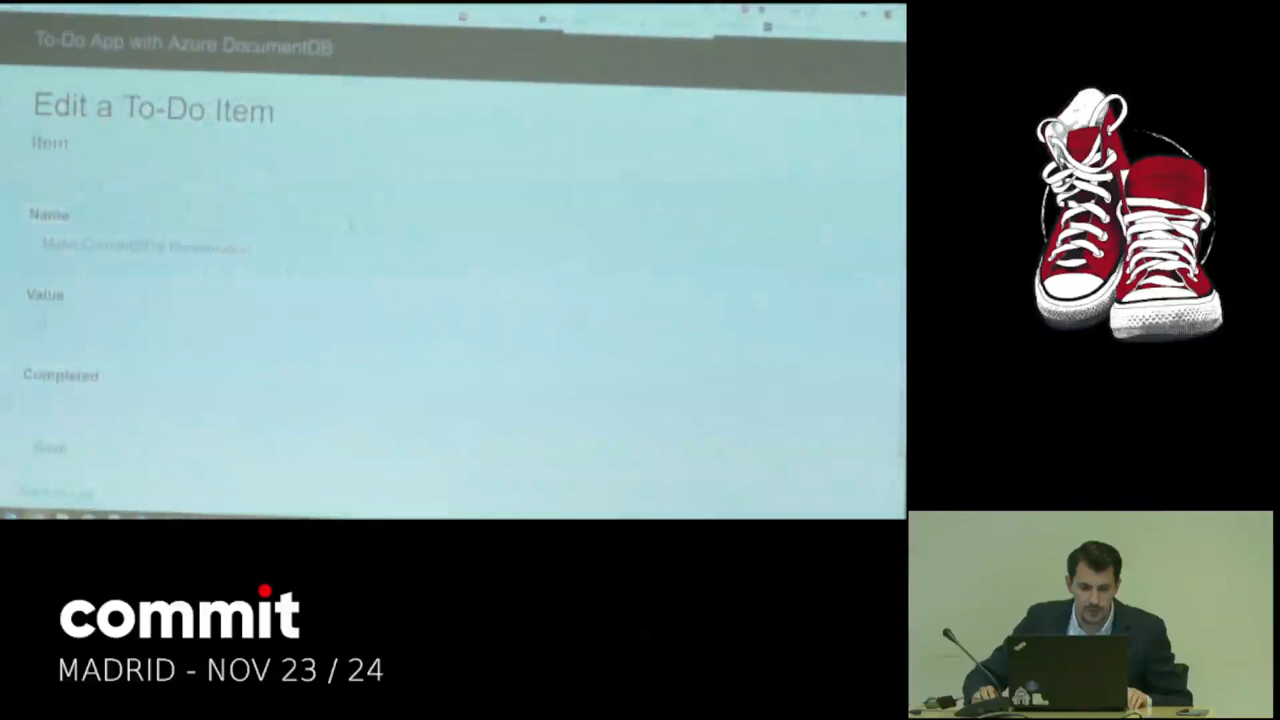 To-Do App with Azure DocumentDB
Edit a To-Do Item
Item
Name
Value
Completed
commit
MADRID - NOV 23 / 24